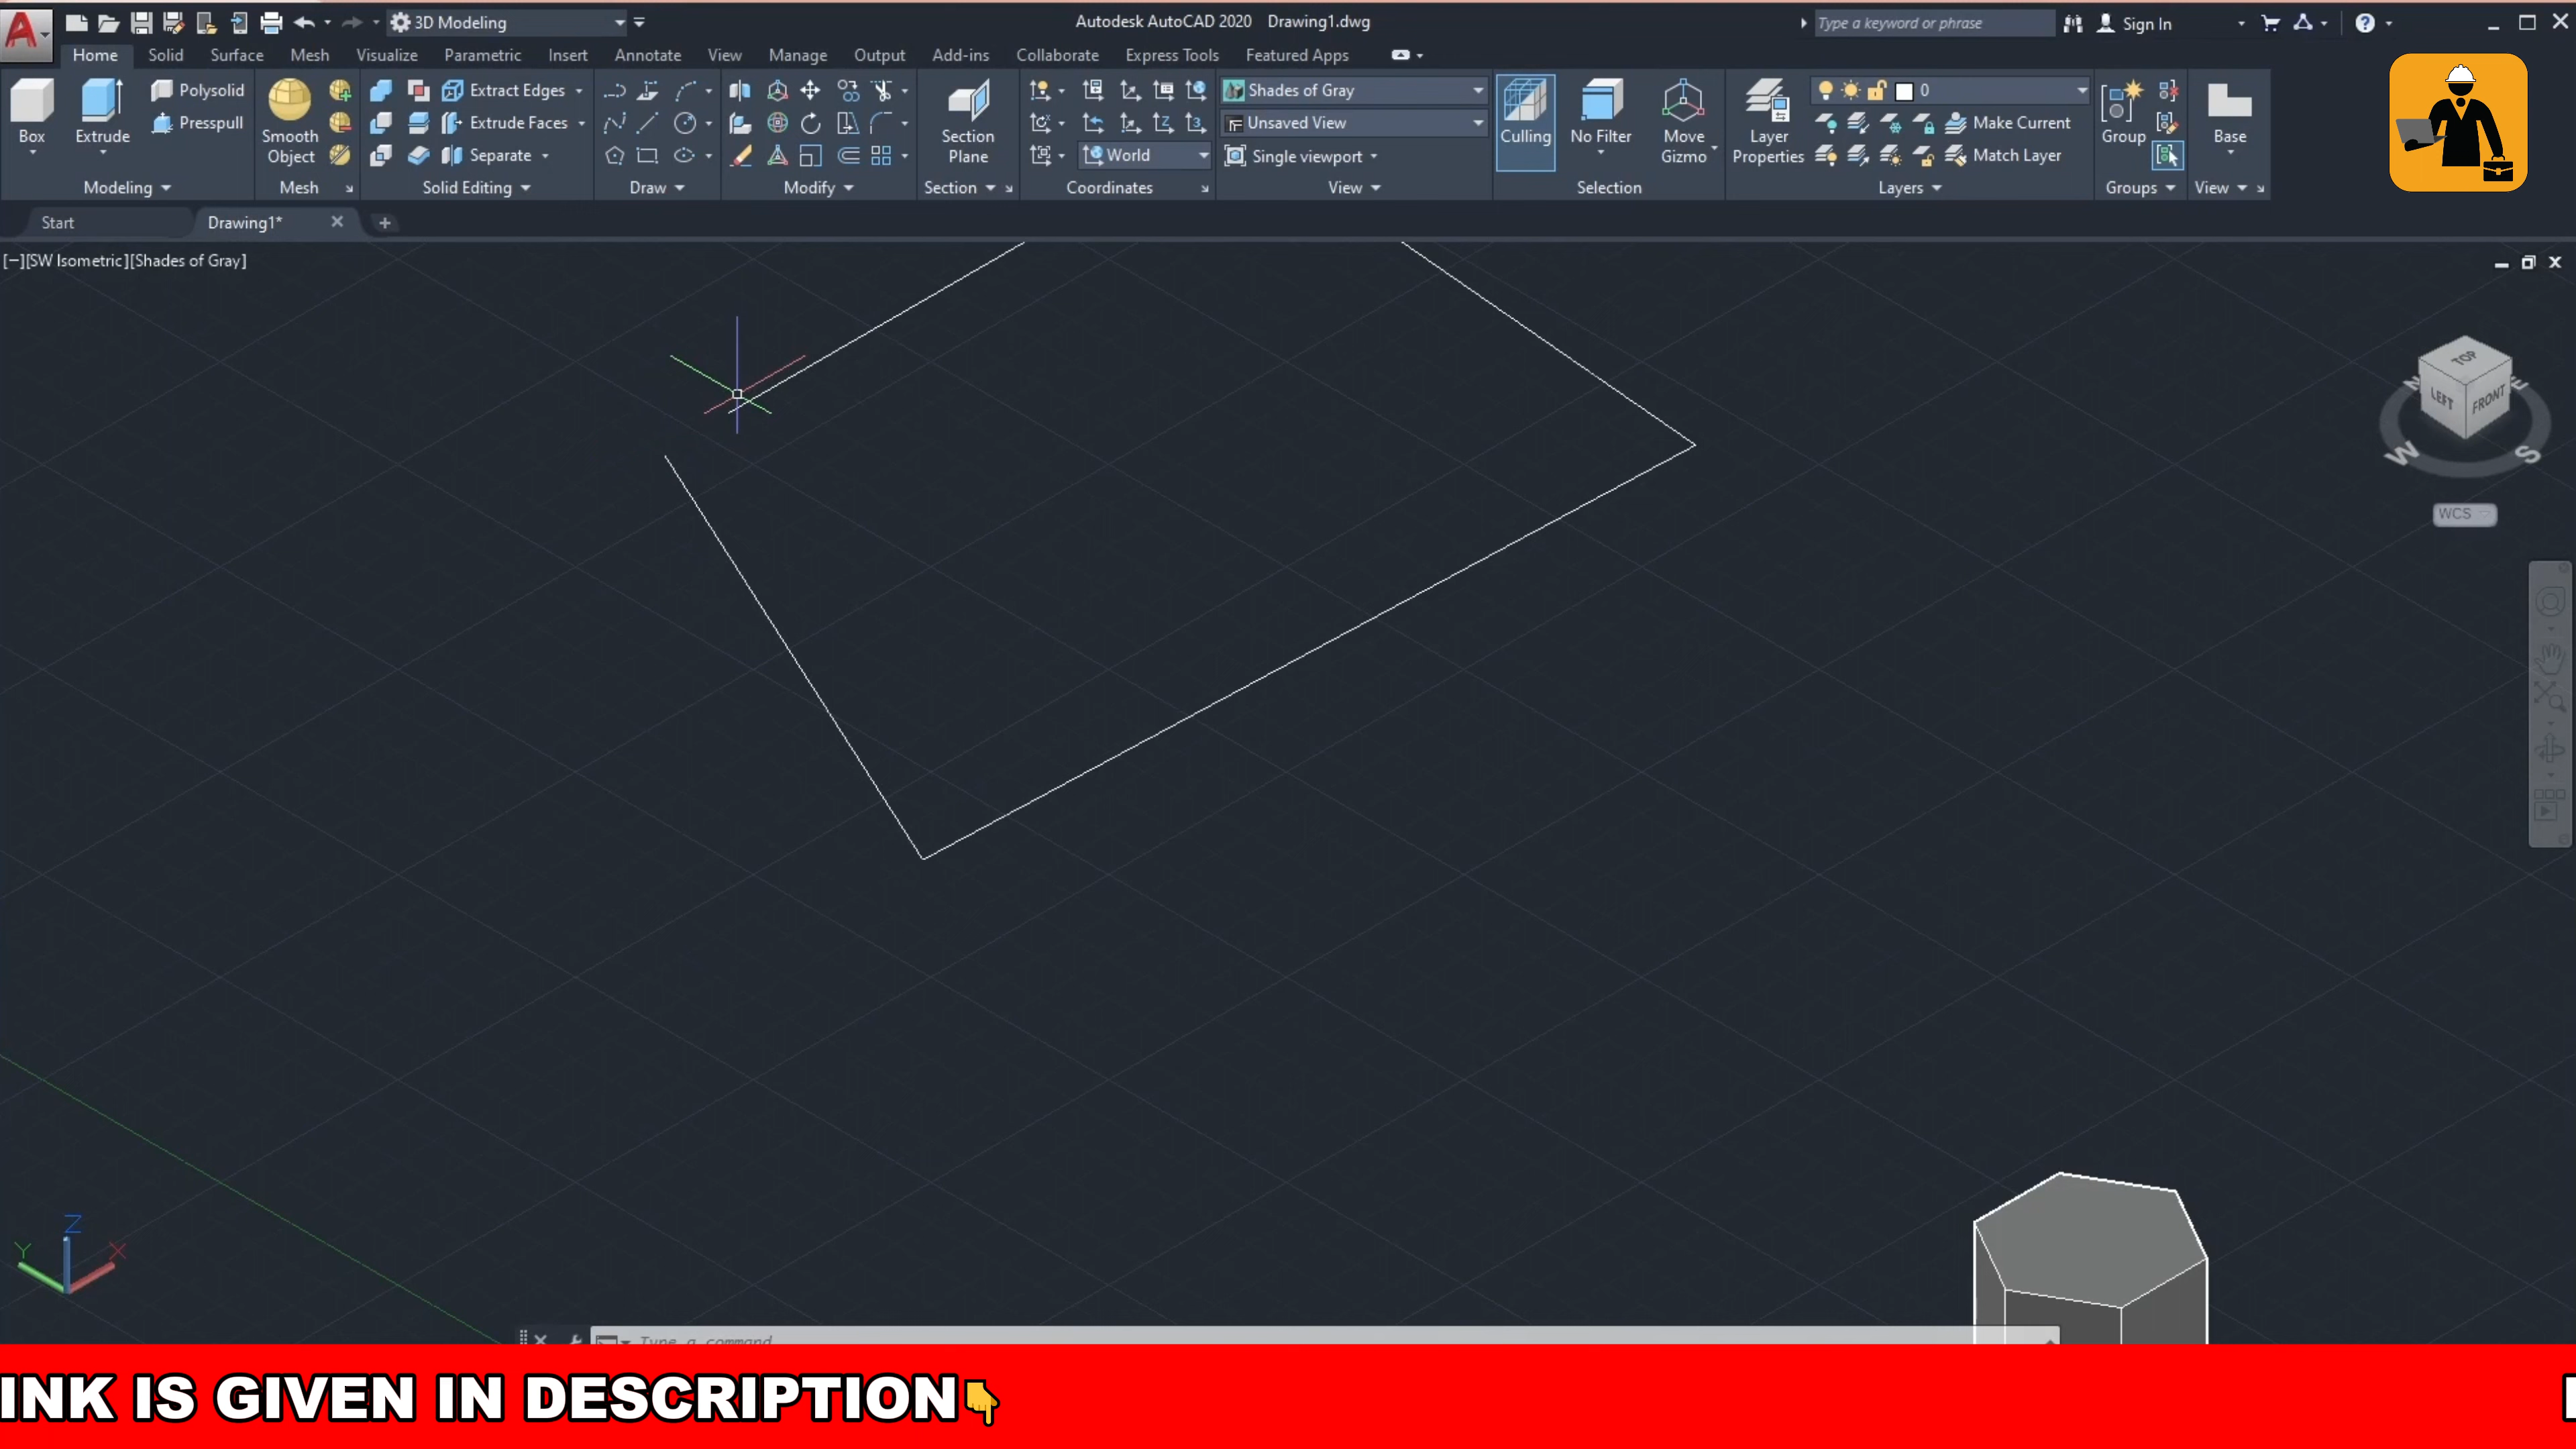 3D Modeling
Autodesk AutoCAD 2020 Drawing1.dwg
Type a keyword or phrase
Sign In
Home Solid Surface Mesh Visualize Parametric Insert Annotate View Manage Output Add-ins Collaborate Express Tools Featured Apps
Box
Extrude
Polysolid
Presspull
Modeling
Smooth
Object
Mesh
Extract Edges
Extrude Faces
Separate
Solid Editing
Draw
Modify
Section
Plane
Section
World
Coordinates
Shades of Gray
Unsaved View
Single viewport
View
Culling
No Filter
Move
Gizmo
Selection
Layer
Properties
0
Make Current
Match Layer
Layers
Group
Groups
Base
View
Start
Drawing1*
[−][SW Isometric][Shades of Gray]
TOP
LEFT
FRONT
N
E
W
S
WCS
Z
Y
X
Type a command
INK IS GIVEN IN DESCRIPTION👇